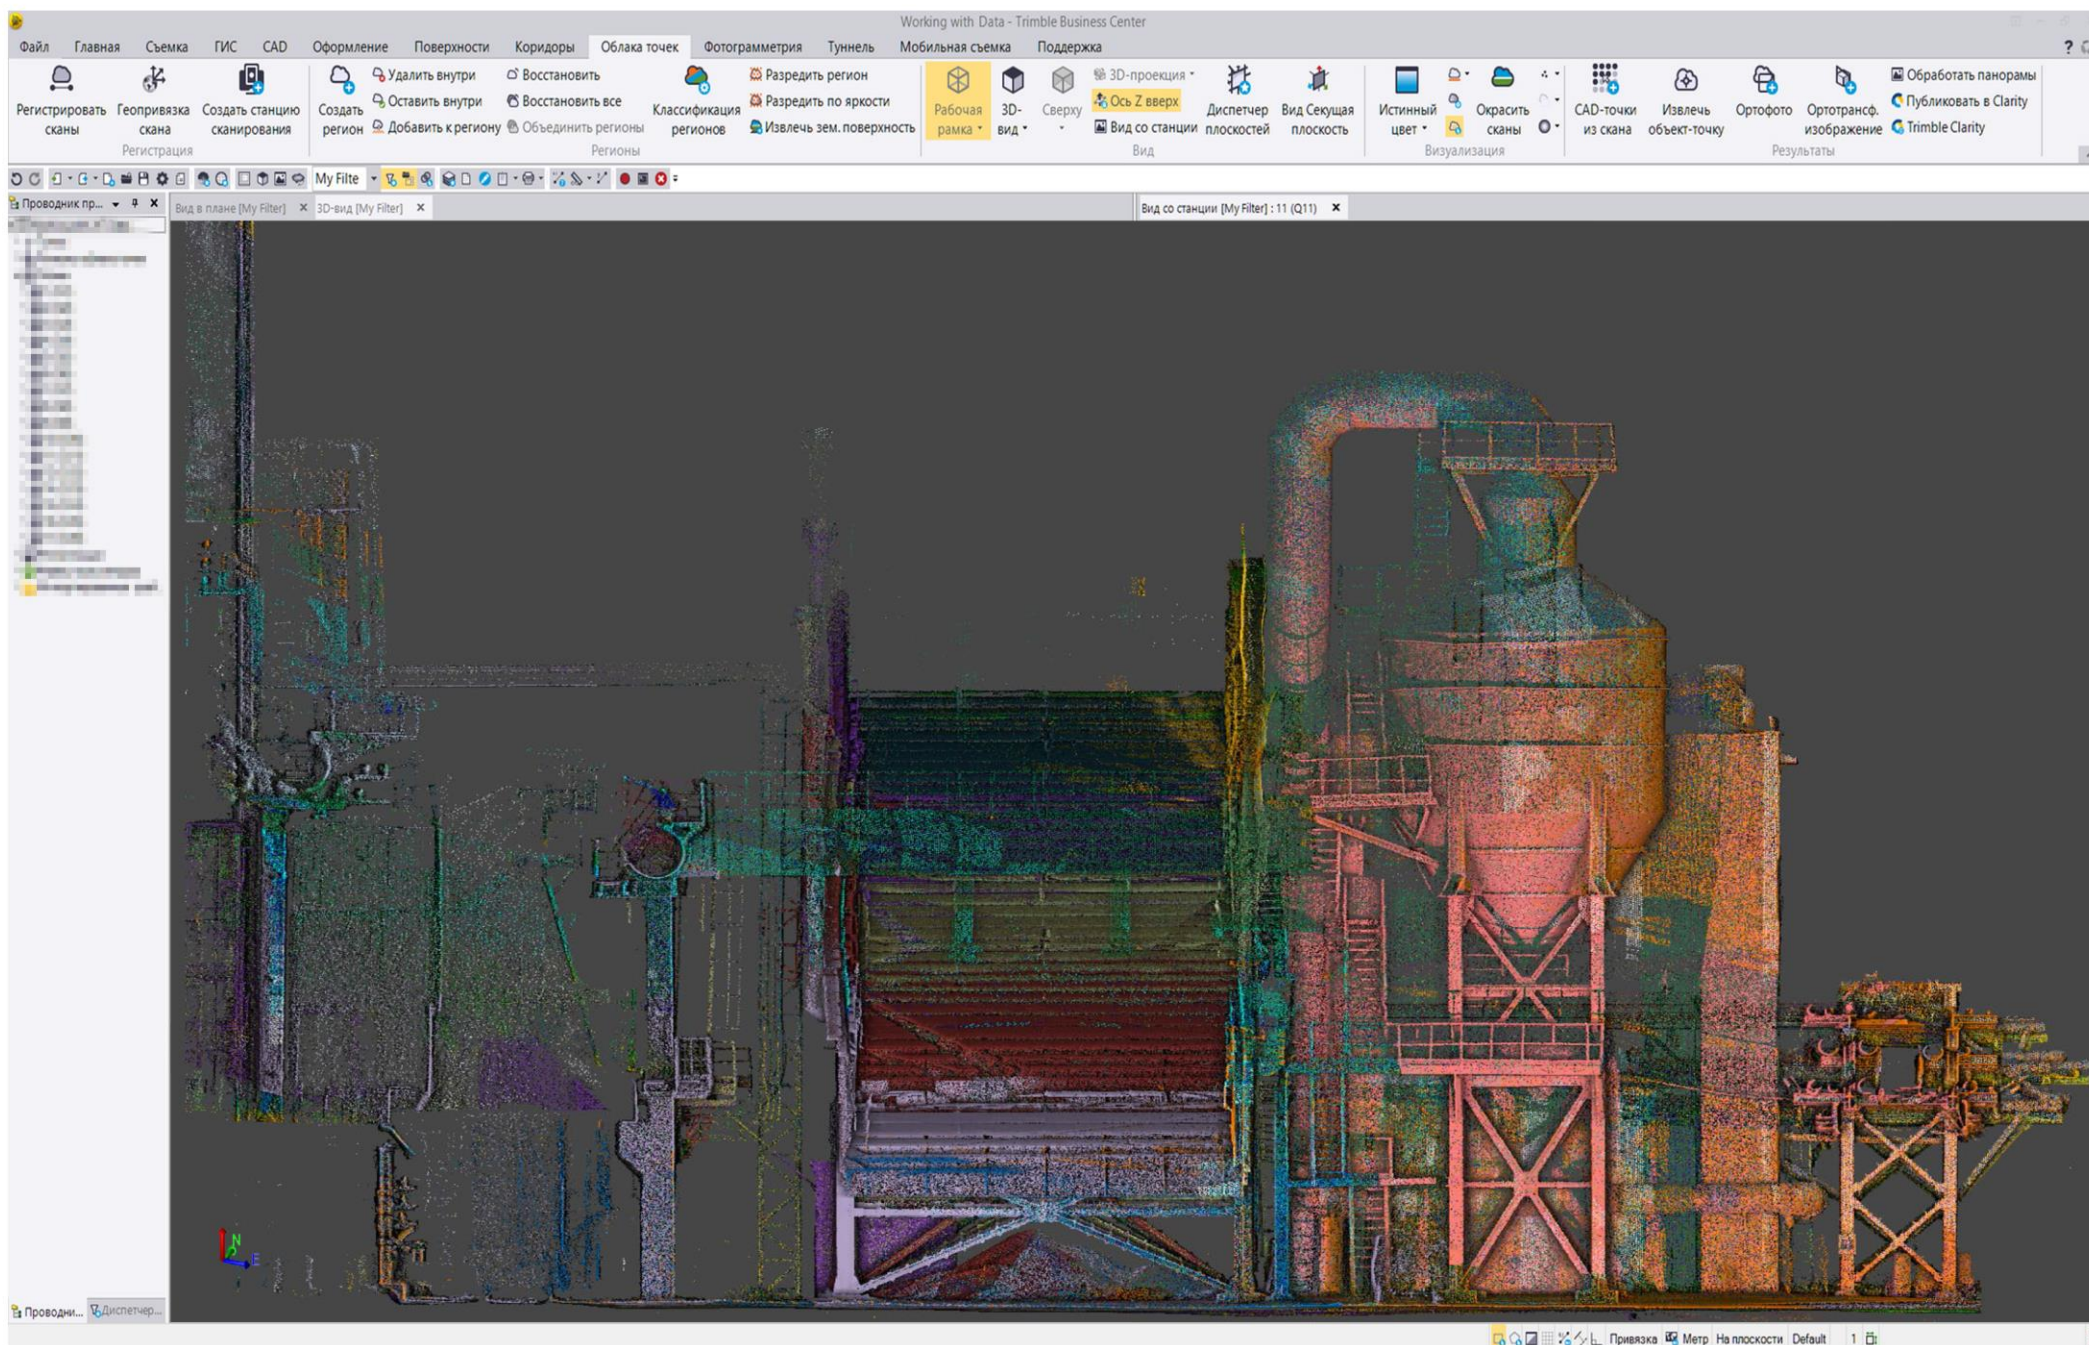 Working with Data - Trimble Business Center
Файл Главная Съемка ГИС CAD Оформление Поверхности Коридоры Облака точек Фотограмметрия Туннель Мобильная съемка Поддержка
Регистрировать сканы
Геопривязка скана
Создать станцию сканирования
Регистрация
Создать регион
Удалить внутри
Оставить внутри
Добавить к региону
Восстановить
Восстановить все
Объединить регионы
Классификация регионов
Разредить регион
Разредить по яркости
Извлечь зем. поверхность
Регионы
Рабочая рамка
3D-вид
Сверху
3D-проекция
Ось Z вверх
Вид со станции
Диспетчер плоскостей
Вид Секущая плоскость
Вид
Истинный цвет
Окрасить сканы
Визуализация
CAD-точки из скана
Извлечь объект-точку
Ортофото
Ортотрансф. изображение
Обработать панорамы
Публиковать в Clarity
Trimble Clarity
Результаты
My Filte
Проводник пр...
Вид в плане [My Filter]
3D-вид [My Filter]
Вид со станции [My Filter] : 11 (Q11)
N
E
Проводни...
Диспетчер...
Привязка Метр На плоскости Default 1